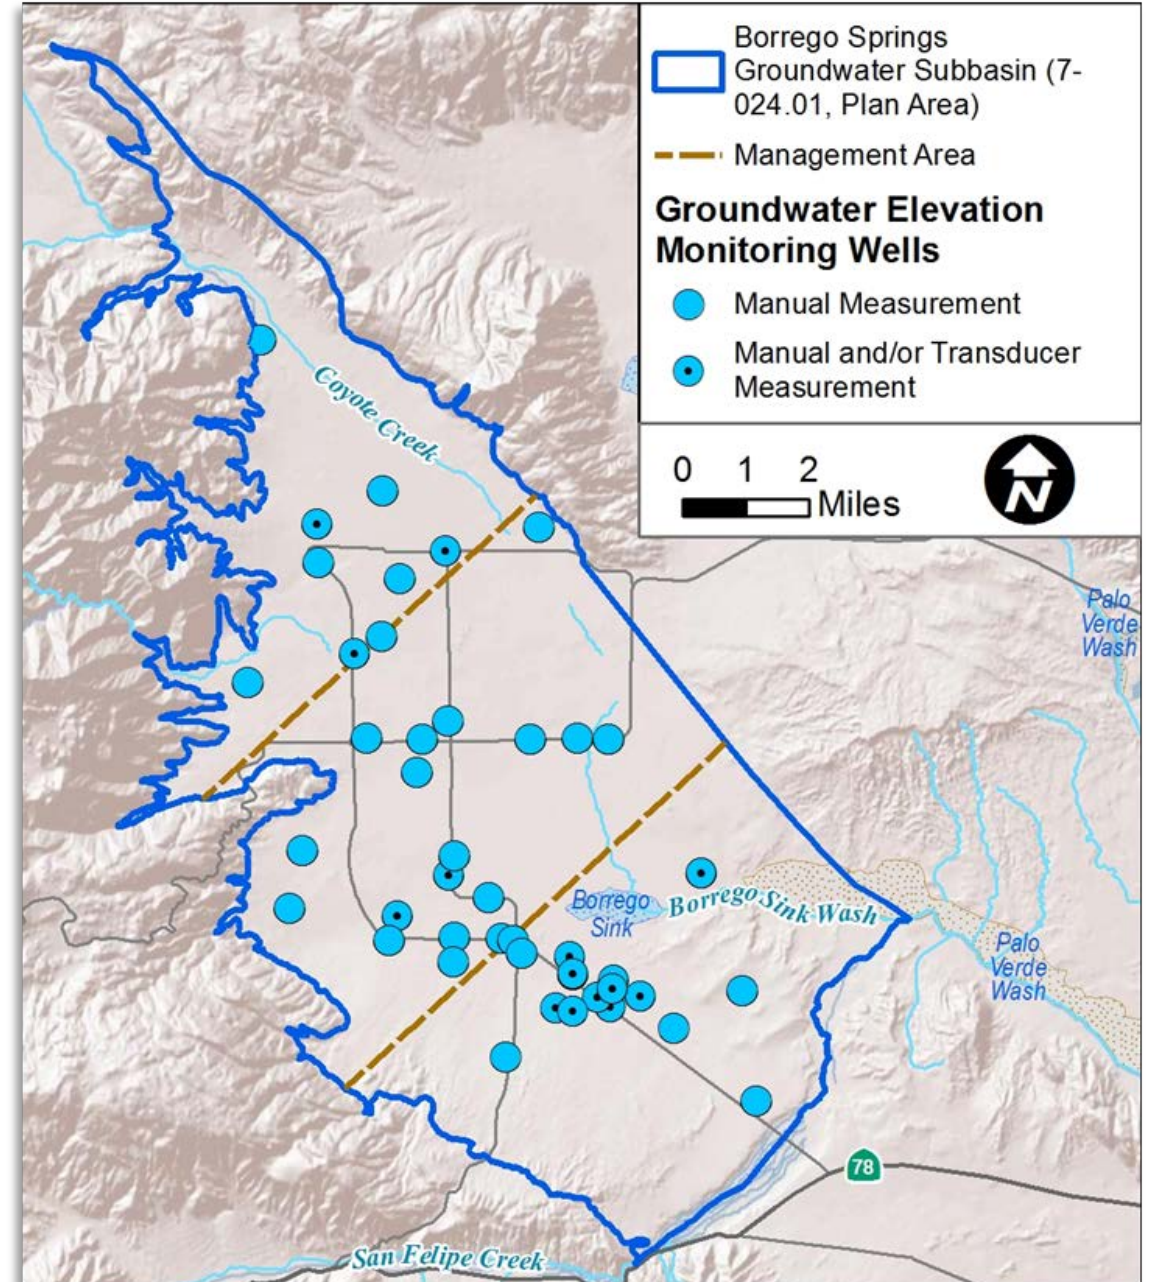 Borrego Springs
Groundwater Subbasin (7-
024.01, Plan Area)
Management Area
Groundwater Elevation
Monitoring Wells
Manual Measurement
Manual and/or Transducer
Measurement
0 1 2
Miles
N
Coyote Creek
Palo
Verde
Wash
Borrego
Sink
Borrego Sink Wash
Palo
Verde
Wash
78
San Felipe Creek